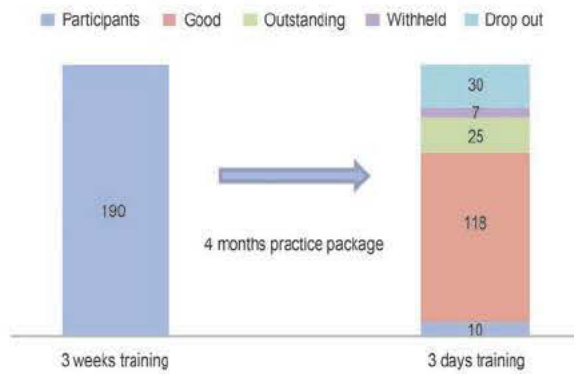 Participants Good Outstanding Withheld Drop out
30
7
25
190
118
4 months practice package
10
3 weeks training 3 days training